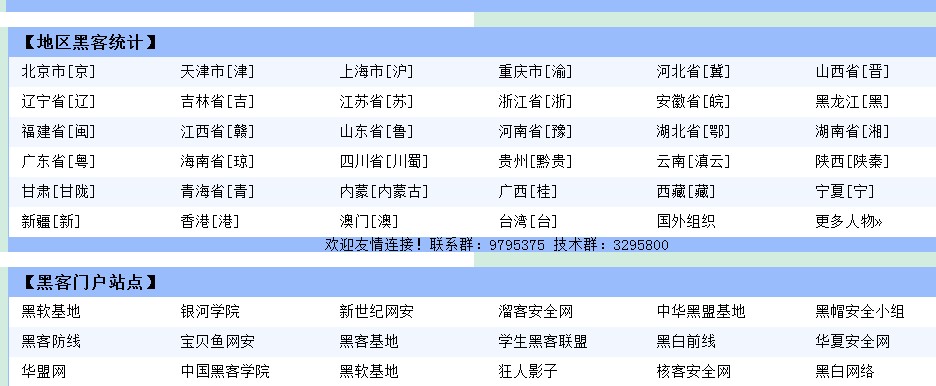 【地区黑客统计】
北京市[京] 天津市[津] 上海市[沪] 重庆市[渝] 河北省[冀] 山西省[晋]
辽宁省[辽] 吉林省[吉] 江苏省[苏] 浙江省[浙] 安徽省[皖] 黑龙江[黑]
福建省[闽] 江西省[赣] 山东省[鲁] 河南省[豫] 湖北省[鄂] 湖南省[湘]
广东省[粤] 海南省[琼] 四川省[川蜀] 贵州[黔贵] 云南[滇云] 陕西[陕秦]
甘肃[甘陇] 青海省[青] 内蒙[内蒙古] 广西[桂] 西藏[藏] 宁夏[宁]
新疆[新] 香港[港] 澳门[澳] 台湾[台] 国外组织 更多人物»
欢迎友情连接！联系群：9795375 技术群：3295800
【黑客门户站点】
黑软基地 银河学院 新世纪网安 溜客安全网 中华黑盟基地 黑帽安全小组
黑客防线 宝贝鱼网安 黑客基地 学生黑客联盟 黑白前线 华夏安全网
华盟网 中国黑客学院 黑软基地 狂人影子 核客安全网 黑白网络